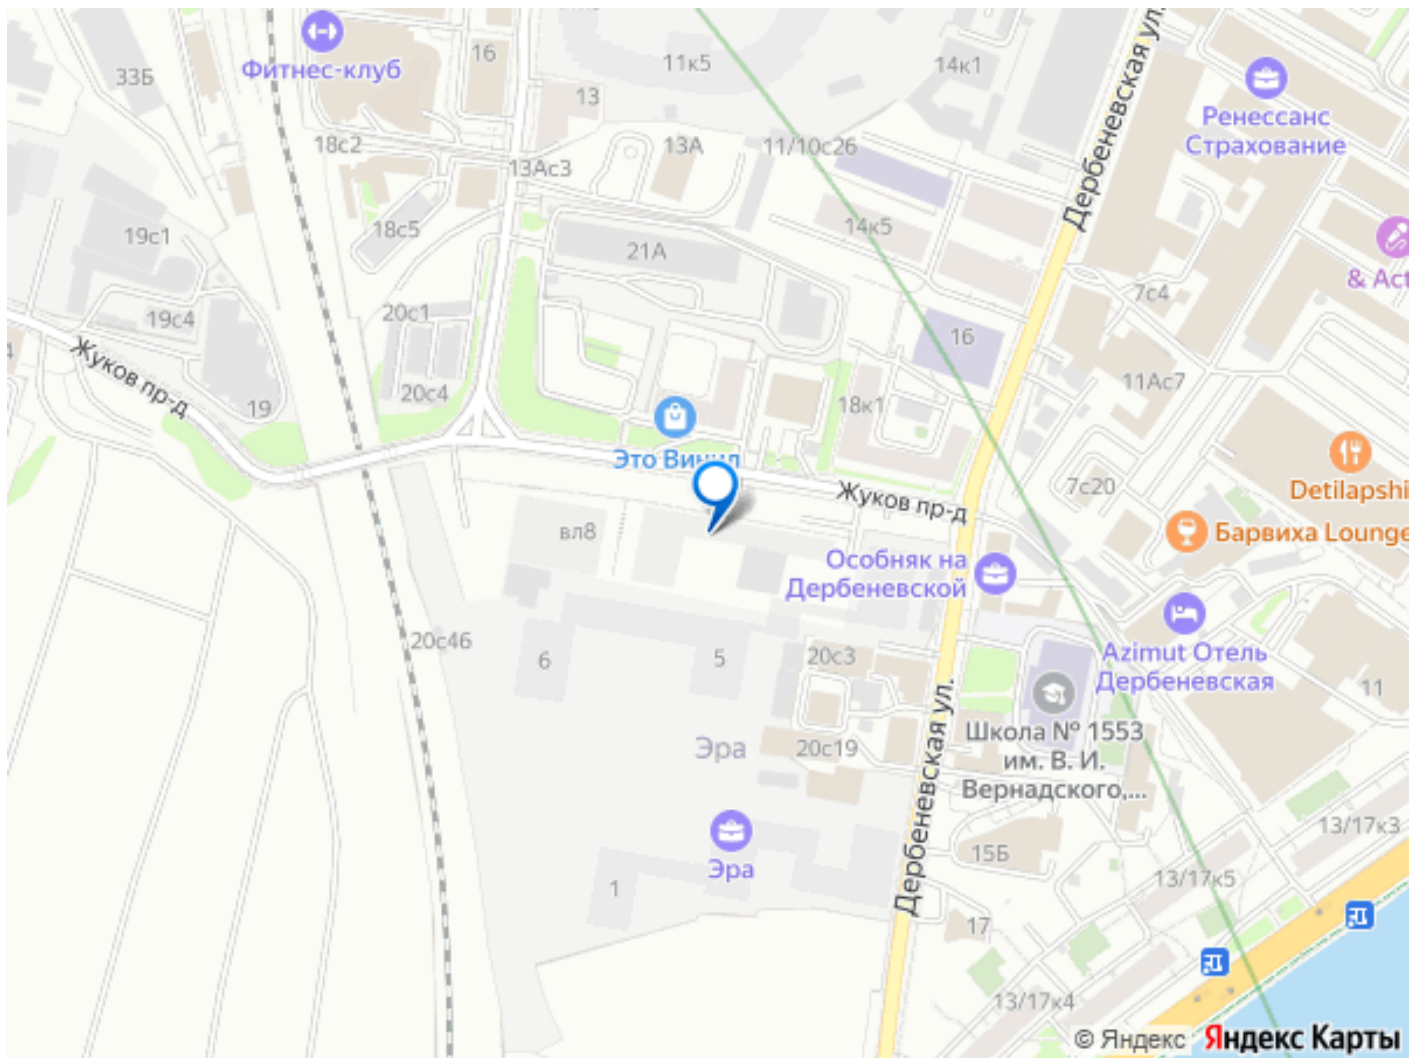 Дербеневская ул.
16
11к5
14к1
33Б
Фитнес-клуб
13
Ренессанс
Страхование
18с2
13А
11/10с26
13Ас3
18с5
14к5
19с1
21А
& Act
7с4
20с1
19с4
16
Жуков пр-д
11Ас7
20с4
18к1
19
Это Винил
7с20
Detilapshi
Жуков пр-д
вл8
Барвиха Lounge
Особняк на
Дербеневской
20с46
6
5
20с3
Azimut Отель
Дербеневская
11
Дербеневская ул.
Школа № 1553
им. В. И.
Вернадского,...
Эра
20с19
13/17к3
15Б
Эра
13/17к5
1
17
13/17к4
© Яндекс Яндекс Карты